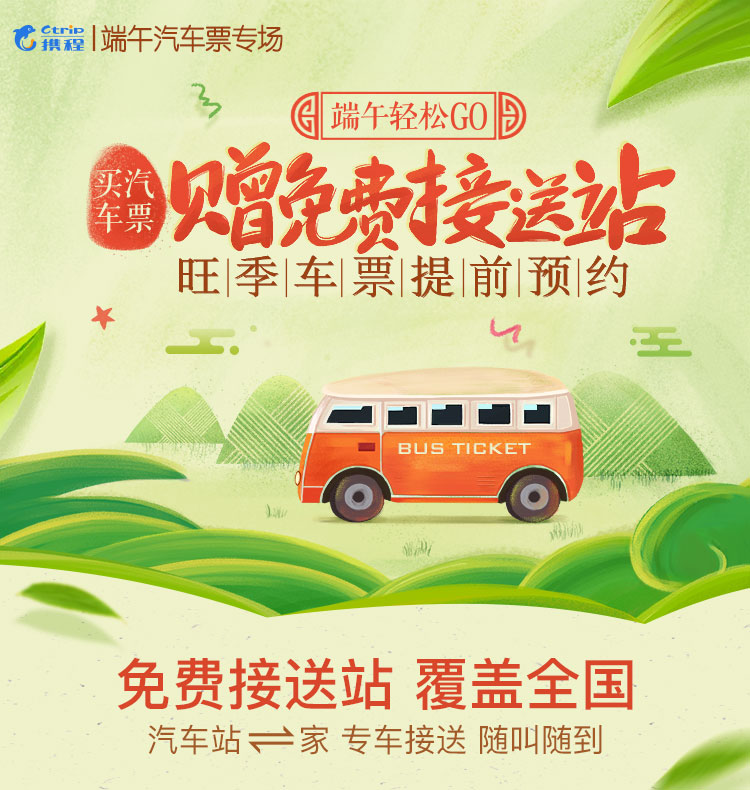 Ctrip
携程
端午汽车票专场
端午轻松GO
买汽车票
赠免费接送站
旺季车票提前预约
BUS TICKET
免费接送站 覆盖全国
汽车站⇌家 专车接送 随叫随到